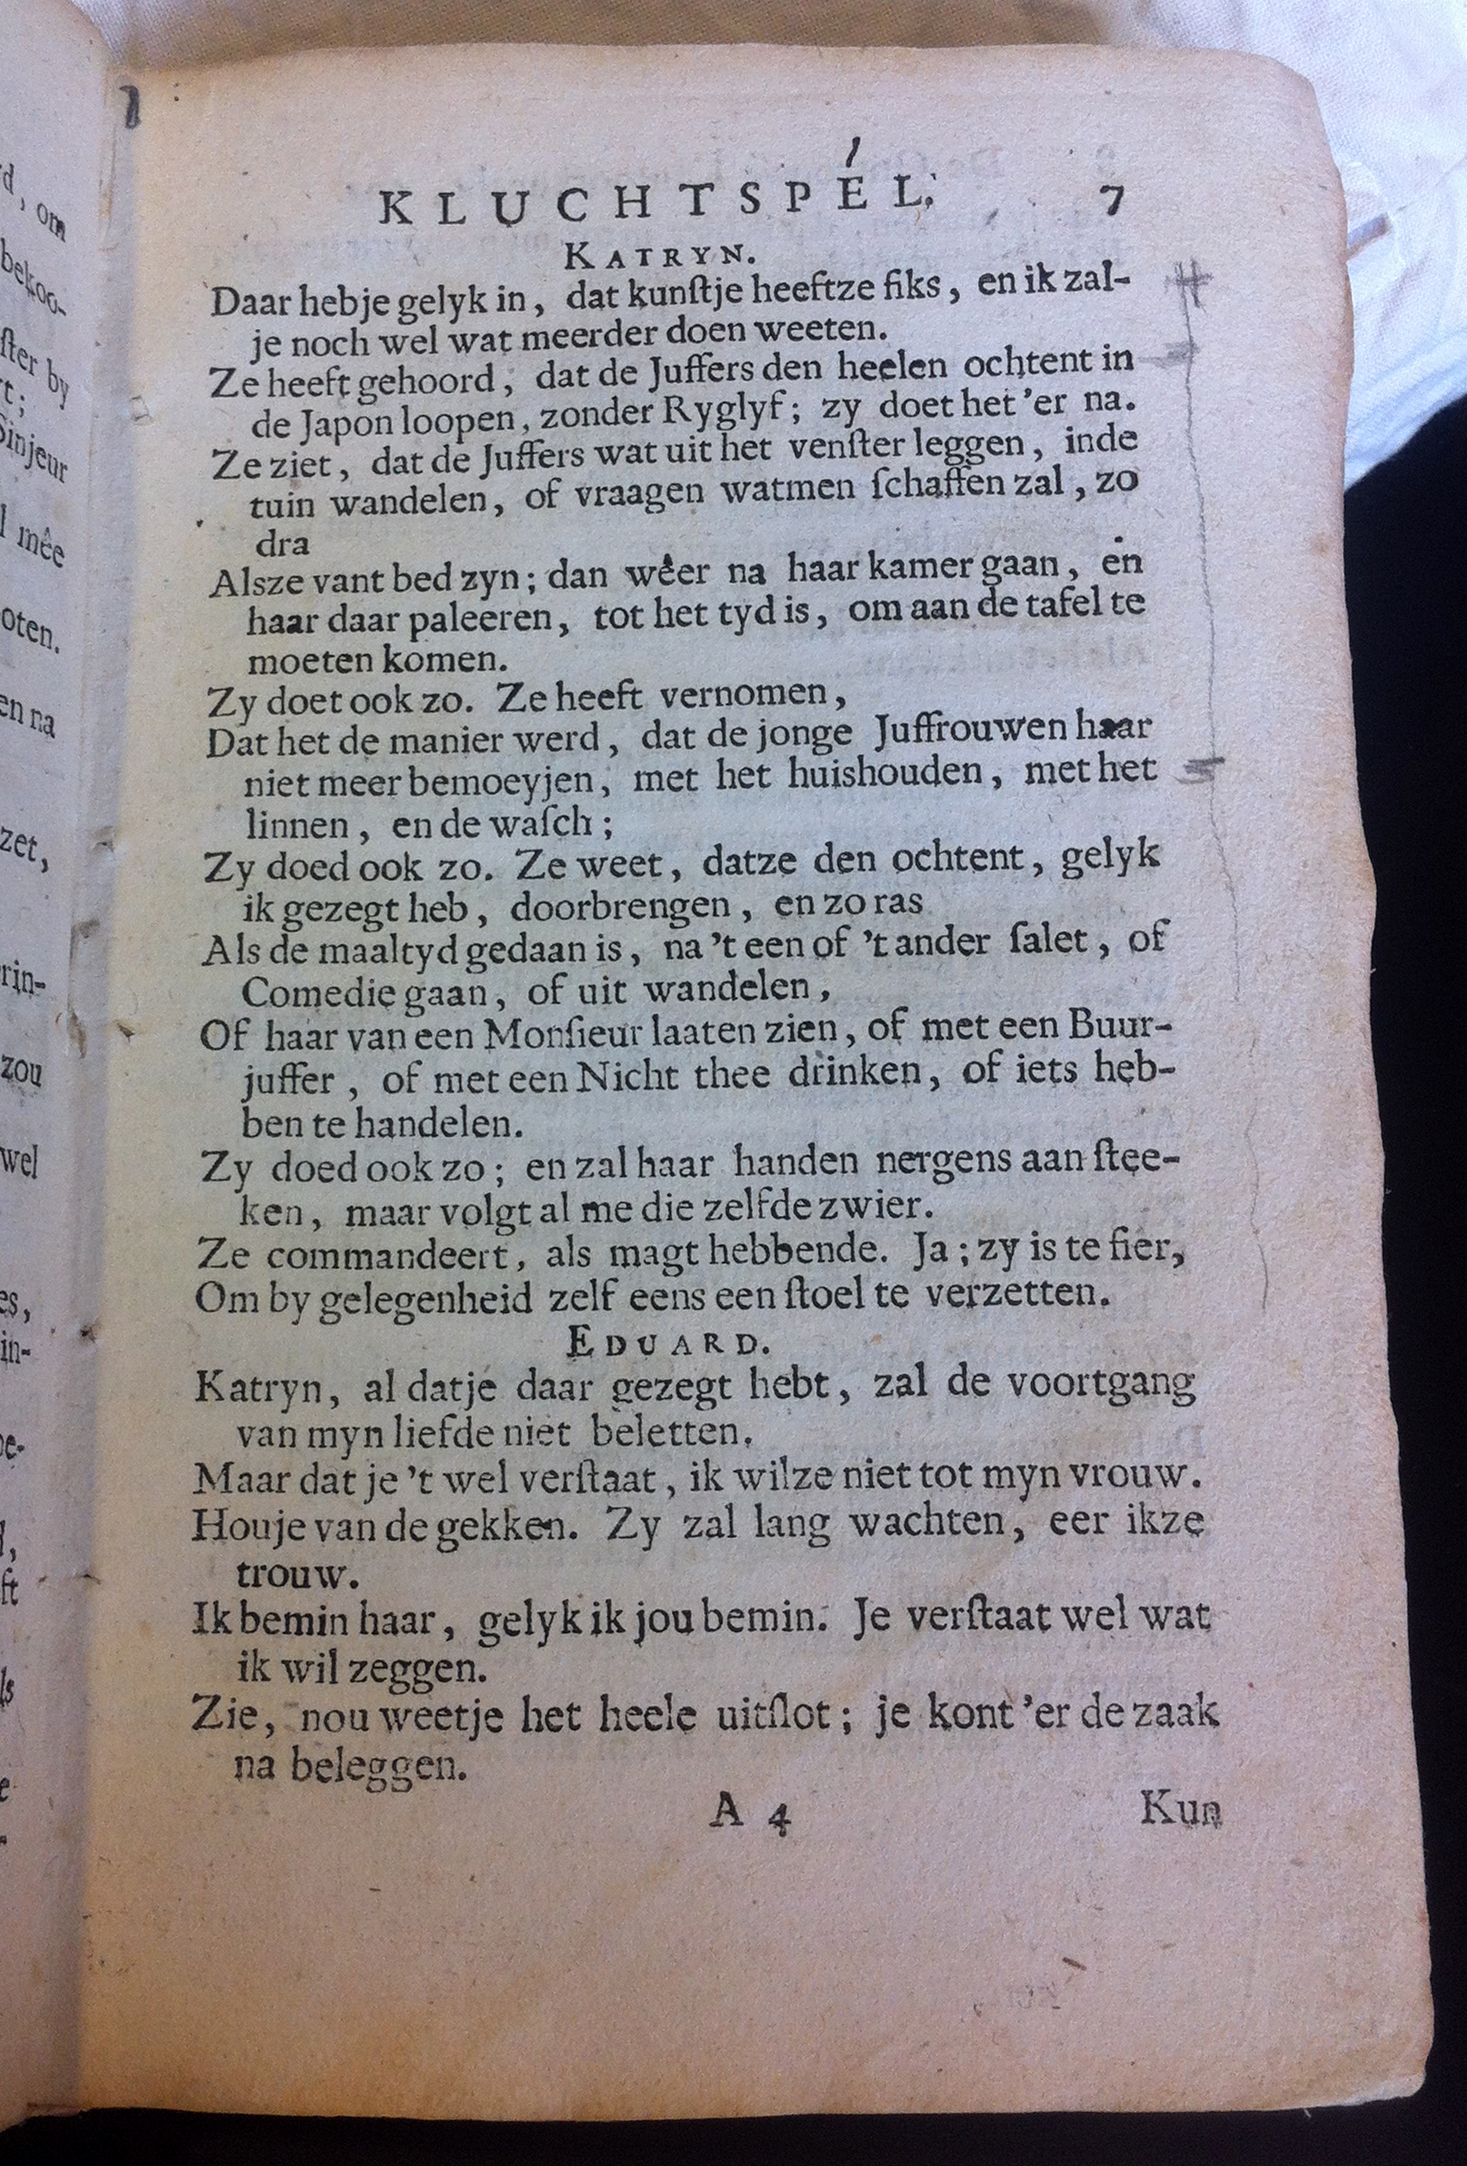 KLUCHTSPEL. 7
KATRYN.
Daar hebje gelyk in, dat kunſtje heeftze fiks, en ik zal-
je noch wel wat meerder doen weeten.
Ze heeft gehoord, dat de Juffers den heelen ochtent in
de Japon loopen, zonder Ryglyf; zy doet het 'er na.
Ze ziet, dat de Juffers wat uit het venſter leggen, inde
tuin wandelen, of vraagen watmen ſchaffen zal, zo
dra
Alsze vant bed zyn; dan wêer na haar kamer gaan, en
haar daar paleeren, tot het tyd is, om aan de tafel te
moeten komen.
Zy doet ook zo. Ze heeft vernomen,
Dat het de manier werd, dat de jonge Juffrouwen haar
niet meer bemoeyjen, met het huishouden, met het
linnen, en de waſch;
Zy doed ook zo. Ze weet, datze den ochtent, gelyk
ik gezegt heb, doorbrengen, en zo ras
Als de maaltyd gedaan is, na 't een of 't ander ſalet, of
Comedie gaan, of uit wandelen,
Of haar van een Monſieur laaten zien, of met een Buur-
juffer, of met een Nicht thee drinken, of iets heb-
ben te handelen.
Zy doed ook zo; en zal haar handen nergens aan ſtee-
ken, maar volgt al me die zelfde zwier.
Ze commandeert, als magt hebbende. Ja; zy is te fier,
Om by gelegenheid zelf eens een ſtoel te verzetten.
EDUARD.
Katryn, al datje daar gezegt hebt, zal de voortgang
van myn liefde niet beletten.
Maar dat je 't wel verſtaat, ik wilze niet tot myn vrouw.
Houje van de gekken. Zy zal lang wachten, eer ikze
trouw.
Ik bemin haar, gelyk ik jou bemin. Je verſtaat wel wat
ik wil zeggen.
Zie, nou weetje het heele uitſlot; je kont 'er de zaak
na beleggen.
A 4 Kun